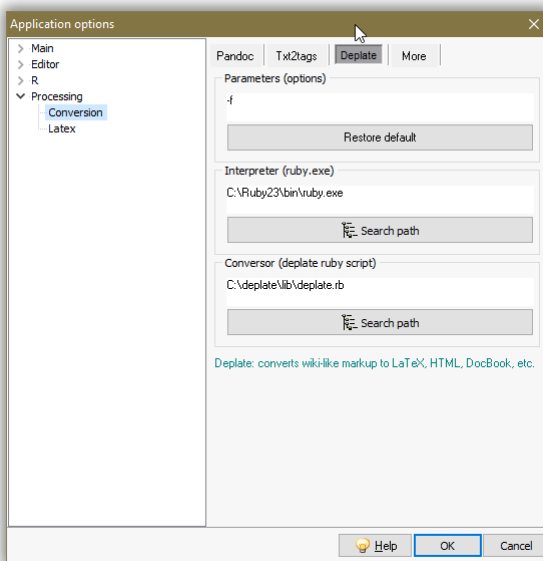 Application options
Main
Editor
R
Processing
Conversion
Latex
Pandoc Txt2tags Deplate More
Parameters (options)
-f
Restore default
Interpreter (ruby.exe)
C:\Ruby23\bin\ruby.exe
Search path
Conversor (deplate ruby script)
C:\deplate\lib\deplate.rb
Search path
Deplate: converts wiki-like markup to LaTeX, HTML, DocBook, etc.
Help OK Cancel